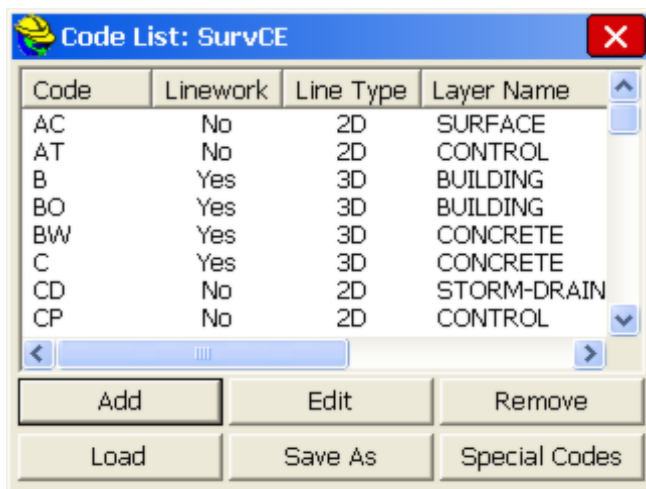 Code List: SurvCE
Code Linework Line Type Layer Name
AC No 2D SURFACE
AT No 2D CONTROL
B Yes 3D BUILDING
BO Yes 3D BUILDING
BW Yes 3D CONCRETE
C Yes 3D CONCRETE
CD No 2D STORM-DRAIN
CP No 2D CONTROL
Add Edit Remove
Load Save As Special Codes